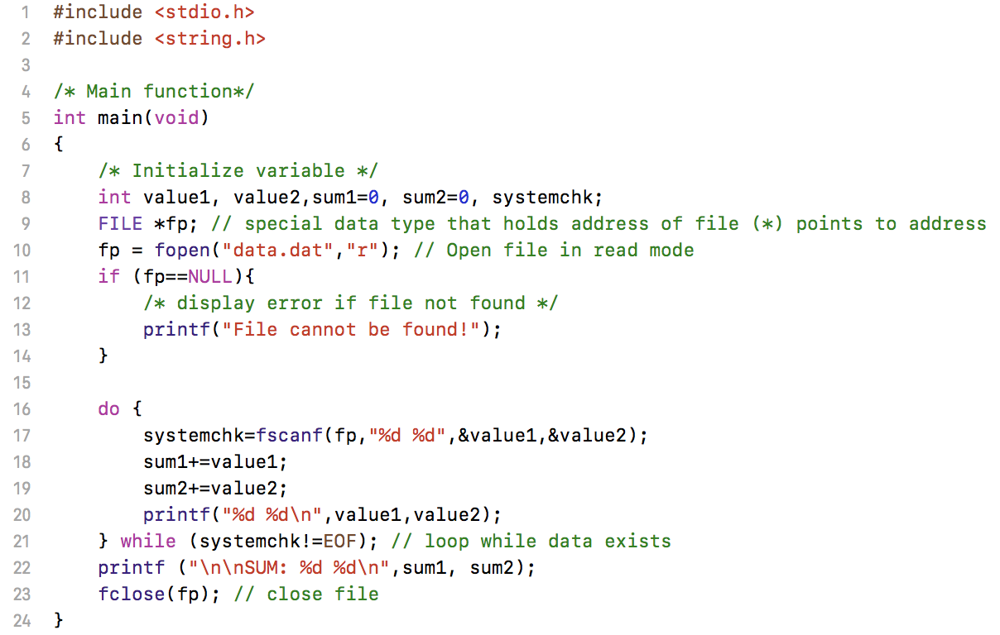 1 #include <stdio.h>
2 #include <string.h>
3
4 /* Main function*/
5 int main(void)
6 {
7     /* Initialize variable */
8     int value1, value2,sum1=0, sum2=0, systemchk;
9     FILE *fp; // special data type that holds address of file (*) points to address
10     fp = fopen("data.dat","r"); // Open file in read mode
11     if (fp==NULL){
12         /* display error if file not found */
13         printf("File cannot be found!");
14     }
15
16     do {
17         systemchk=fscanf(fp,"%d %d",&value1,&value2);
18         sum1+=value1;
19         sum2+=value2;
20         printf("%d %d\n",value1,value2);
21     } while (systemchk!=EOF); // loop while data exists
22     printf ("\n\nSUM: %d %d\n",sum1, sum2);
23     fclose(fp); // close file
24 }